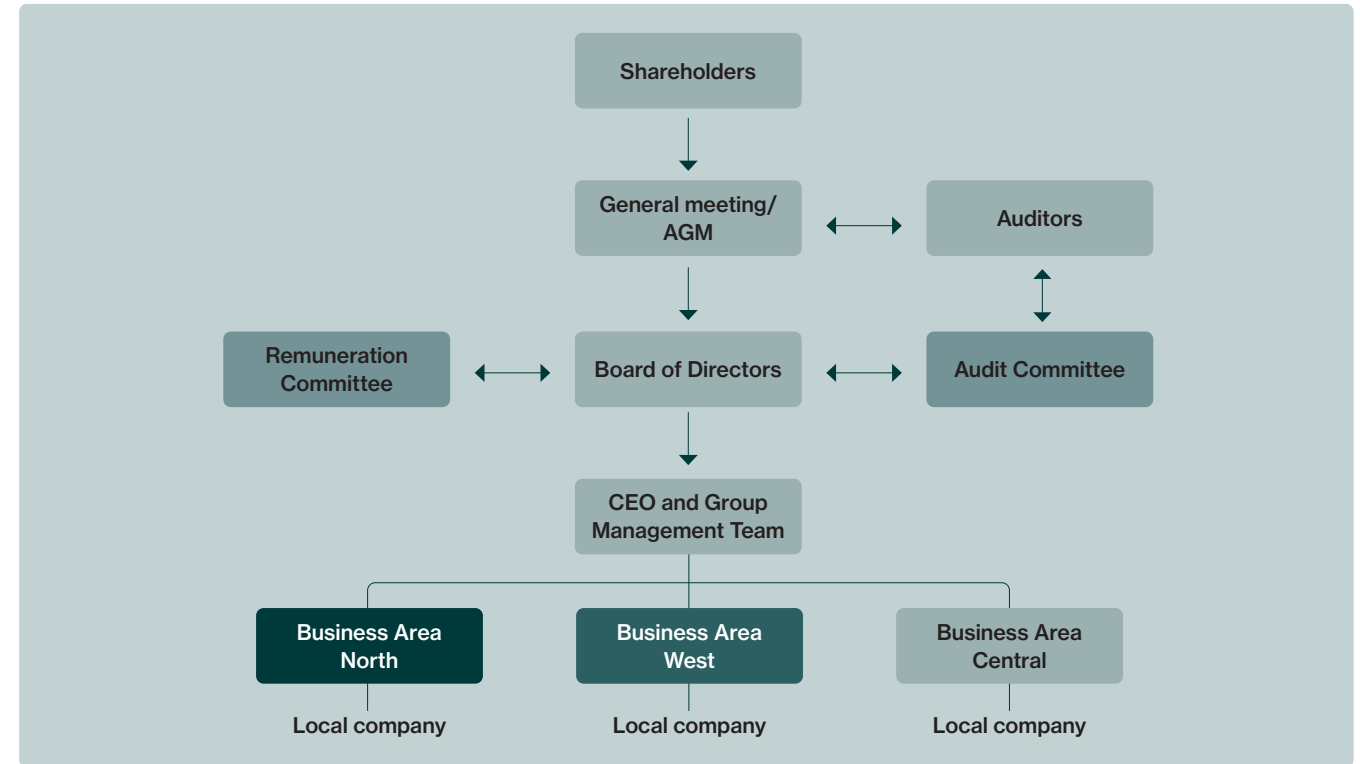 Shareholders
General meeting/
AGM
Auditors
Remuneration
Committee
Board of Directors
Audit Committee
CEO and Group
Management Team
Business Area
North
Business Area
West
Business Area
Central
Local company
Local company
Local company